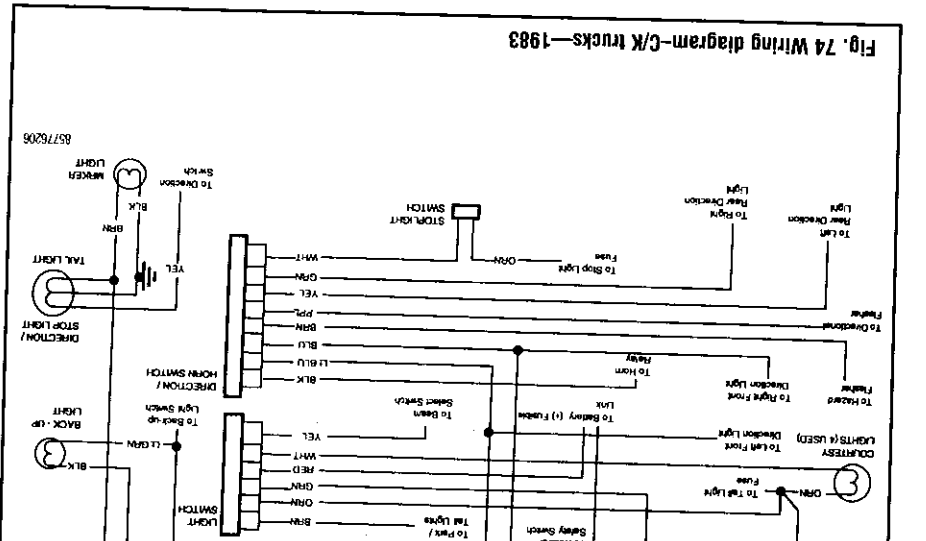 Safety Switch
To Park /
Tail Lights
BRN
ORN
GRN
RED
WHT
YEL
LIGHT
SWITCH
ORN
To Tail Light
Fuse
COURTESY
LIGHTS (4 USED)
To Left Front
Direction Light
To Battery (+) Fusible
Link
To Beam
Select Switch
BLK
LT GRN
To Back-up
Light Switch
BACK - UP
LIGHT
To Hazard
Flasher
To Right Front
Direction Light
To Horn
Relay
BLK
LT BLU
BLU
BRN
PPL
YEL
GRN
WHT
DIRECTION /
HORN SWITCH
To Directional
Flasher
To Stop Light
Fuse
ORN
To Left
Rear Direction
Light
To Right
Rear Direction
Light
STOPLIGHT
SWITCH
DIRECTION /
STOP LIGHT
TAIL LIGHT
YEL
BRN
BLK
To Direction
Switch
MRKER
LIGHT
85776206
Fig. 74 Wiring diagram–C/K trucks—1983